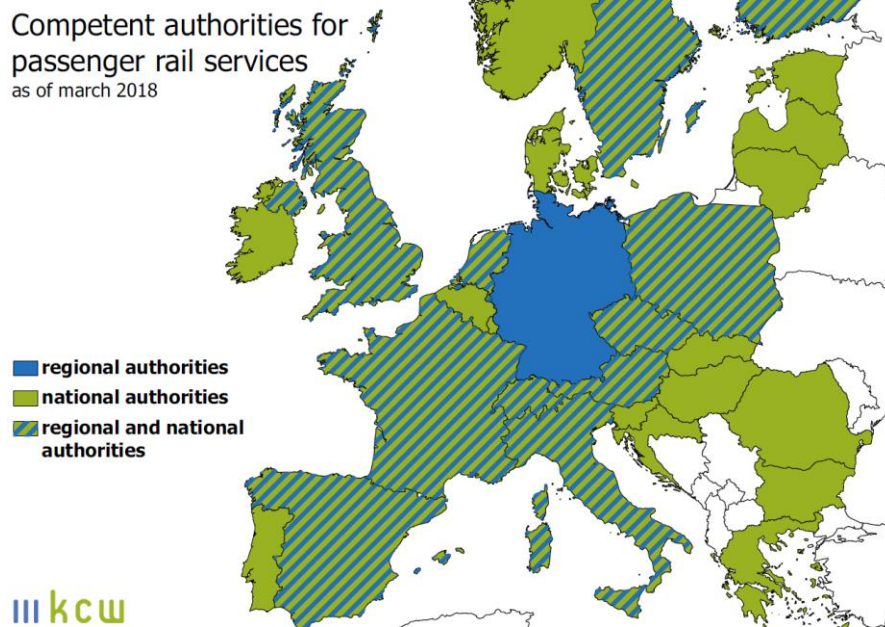 Competent authorities for
passenger rail services
as of march 2018
regional authorities
national authorities
regional and national
authorities
kcw